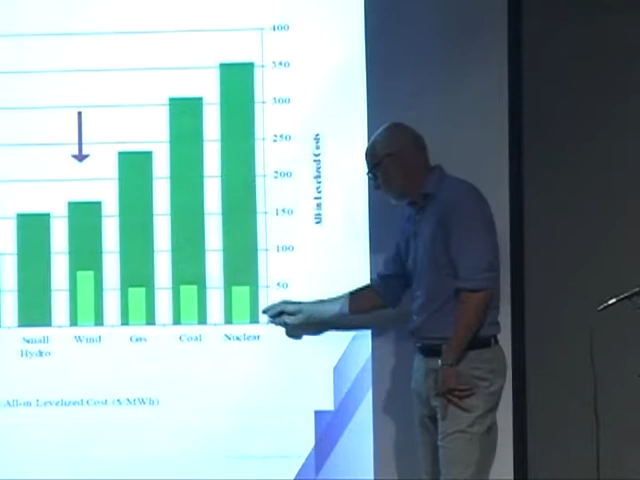 400
350
300
250
200
150
100
50
All-in Levelized Costs
Small
Hydro
Wind
Gas
Coal
Nuclear
All-in Levelized Cost ($/MWh)